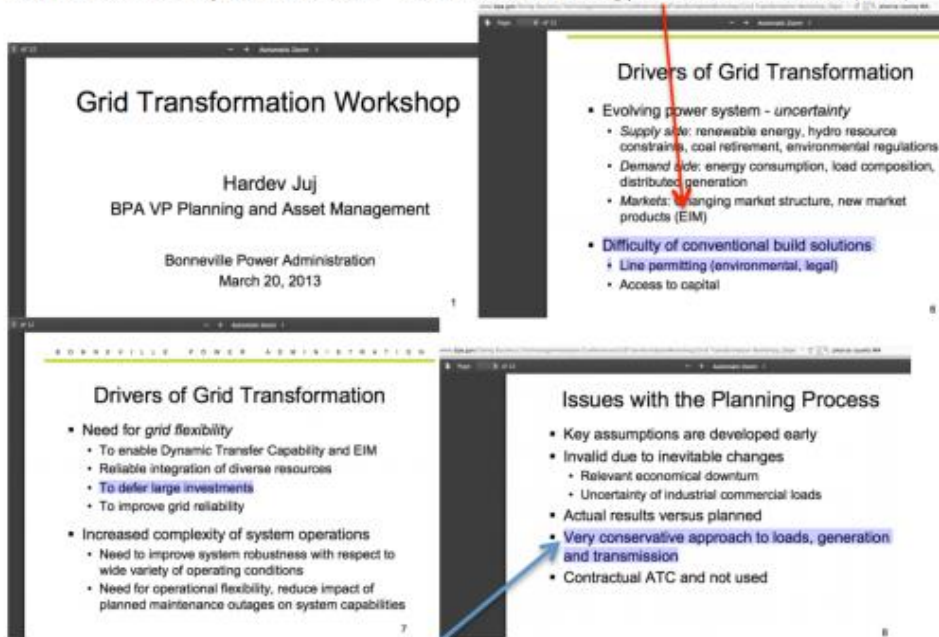 Grid Transformation Workshop
Hardev Juj
BPA VP Planning and Asset Management
Bonneville Power Administration
March 20, 2013
1
Drivers of Grid Transformation
▪ Evolving power system - uncertainty
• Supply side: renewable energy, hydro resource
constraints, coal retirement, environmental regulations
• Demand side: energy consumption, load composition,
distributed generation
• Markets: changing market structure, new market
products (EIM)
▪ Difficulty of conventional build solutions
• Line permitting (environmental, legal)
• Access to capital
6
BONNEVILLE POWER ADMINISTRATION
Drivers of Grid Transformation
▪ Need for grid flexibility
• To enable Dynamic Transfer Capability and EIM
• Reliable integration of diverse resources
• To defer large investments
• To improve grid reliability
▪ Increased complexity of system operations
• Need to improve system robustness with respect to
wide variety of operating conditions
• Need for operational flexibility, reduce impact of
planned maintenance outages on system capabilities
7
Issues with the Planning Process
▪ Key assumptions are developed early
▪ Invalid due to inevitable changes
• Relevant economical downturn
• Uncertainty of industrial commercial loads
▪ Actual results versus planned
▪ Very conservative approach to loads, generation
and transmission
▪ Contractual ATC and not used
8